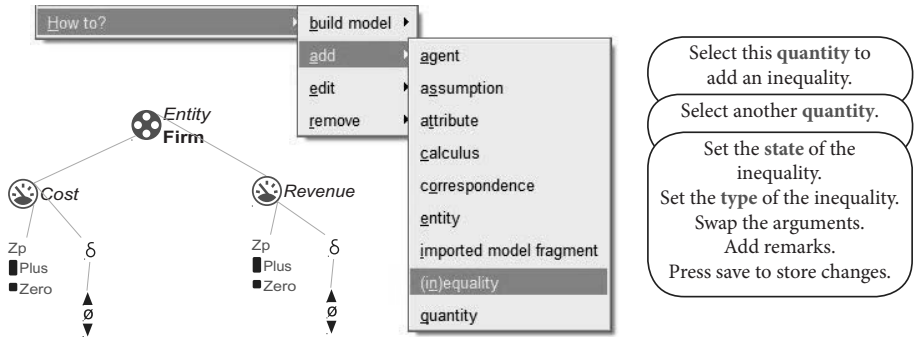 How to?
build model
add
edit
remove
agent
assumption
attribute
calculus
correspondence
entity
imported model fragment
(in)equality
quantity
Entity
Firm
Cost
Zp
Plus
Zero
δ
ø
Revenue
Zp
Plus
Zero
δ
ø
Select this quantity to
add an inequality.
Select another quantity.
Set the state of the
inequality.
Set the type of the inequality.
Swap the arguments.
Add remarks.
Press save to store changes.